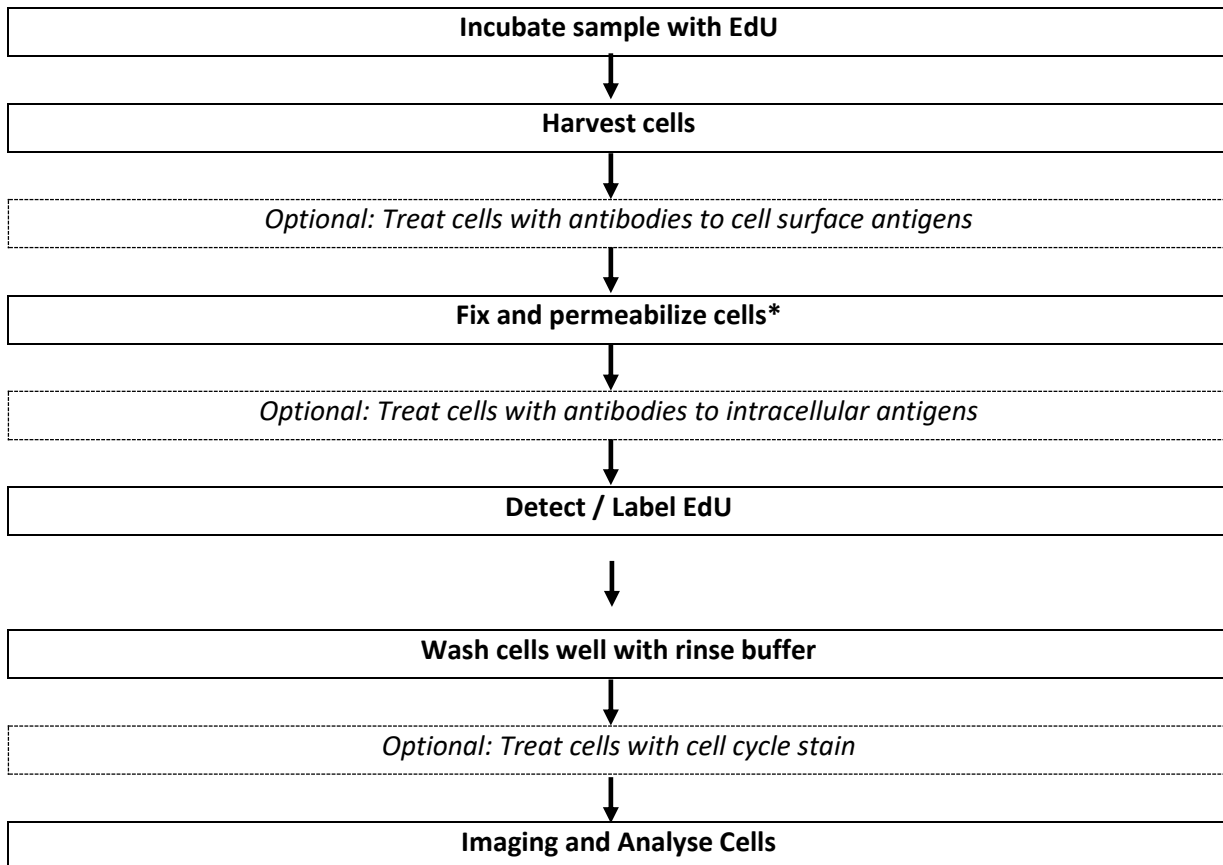 Incubate sample with EdU
Harvest cells
Optional: Treat cells with antibodies to cell surface antigens
Fix and permeabilize cells*
Optional: Treat cells with antibodies to intracellular antigens
Detect / Label EdU
Wash cells well with rinse buffer
Optional: Treat cells with cell cycle stain
Imaging and Analyse Cells